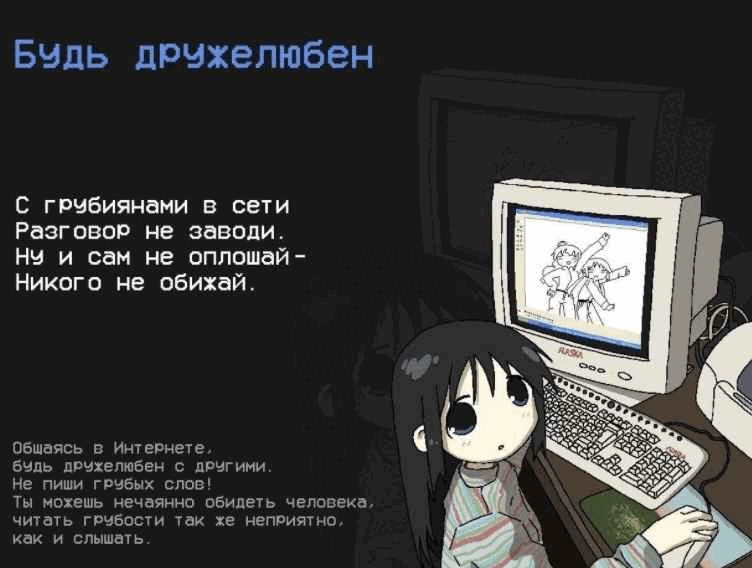 Будь дружелюбен
С грубиянами в сети
Разговор не заводи.
Ну и сам не оплошай-
Никого не обижай.
Общаясь в Интернете,
будь дружелюбен с другими.
Не пиши грубых слов!
Ты можешь нечаянно обидеть человека,
читать грубости так же неприятно,
как и слышать.